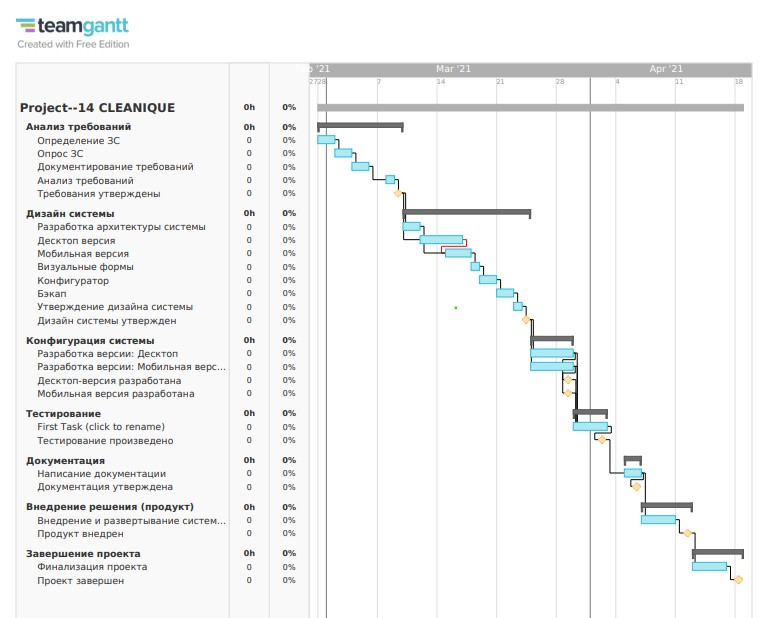 teamgantt
Created with Free Edition
'21 Mar '21 Apr '21
27 28 7 14 21 28 4 11 18
Project--14 CLEANIQUE 0h 0%
Анализ требований 0h 0%
Определение ЗС 0 0%
Опрос ЗС 0 0%
Документирование требований 0 0%
Анализ требований 0 0%
Требования утверждены 0 0%
Дизайн системы 0h 0%
Разработка архитектуры системы 0 0%
Десктоп версия 0 0%
Мобильная версия 0 0%
Визуальные формы 0 0%
Конфигуратор 0 0%
Бэкап 0 0%
Утверждение дизайна системы 0 0%
Дизайн системы утвержден 0 0%
Конфигурация системы 0h 0%
Разработка версии: Десктоп 0 0%
Разработка версии: Мобильная верс... 0 0%
Десктоп-версия разработана 0 0%
Мобильная версия разработана 0 0%
Тестирование 0h 0%
First Task (click to rename) 0 0%
Тестирование произведено 0 0%
Документация 0h 0%
Написание документации 0 0%
Документация утверждена 0 0%
Внедрение решения (продукт) 0h 0%
Внедрение и развертывание систем... 0 0%
Продукт внедрен 0 0%
Завершение проекта 0h 0%
Финализация проекта 0 0%
Проект завершен 0 0%